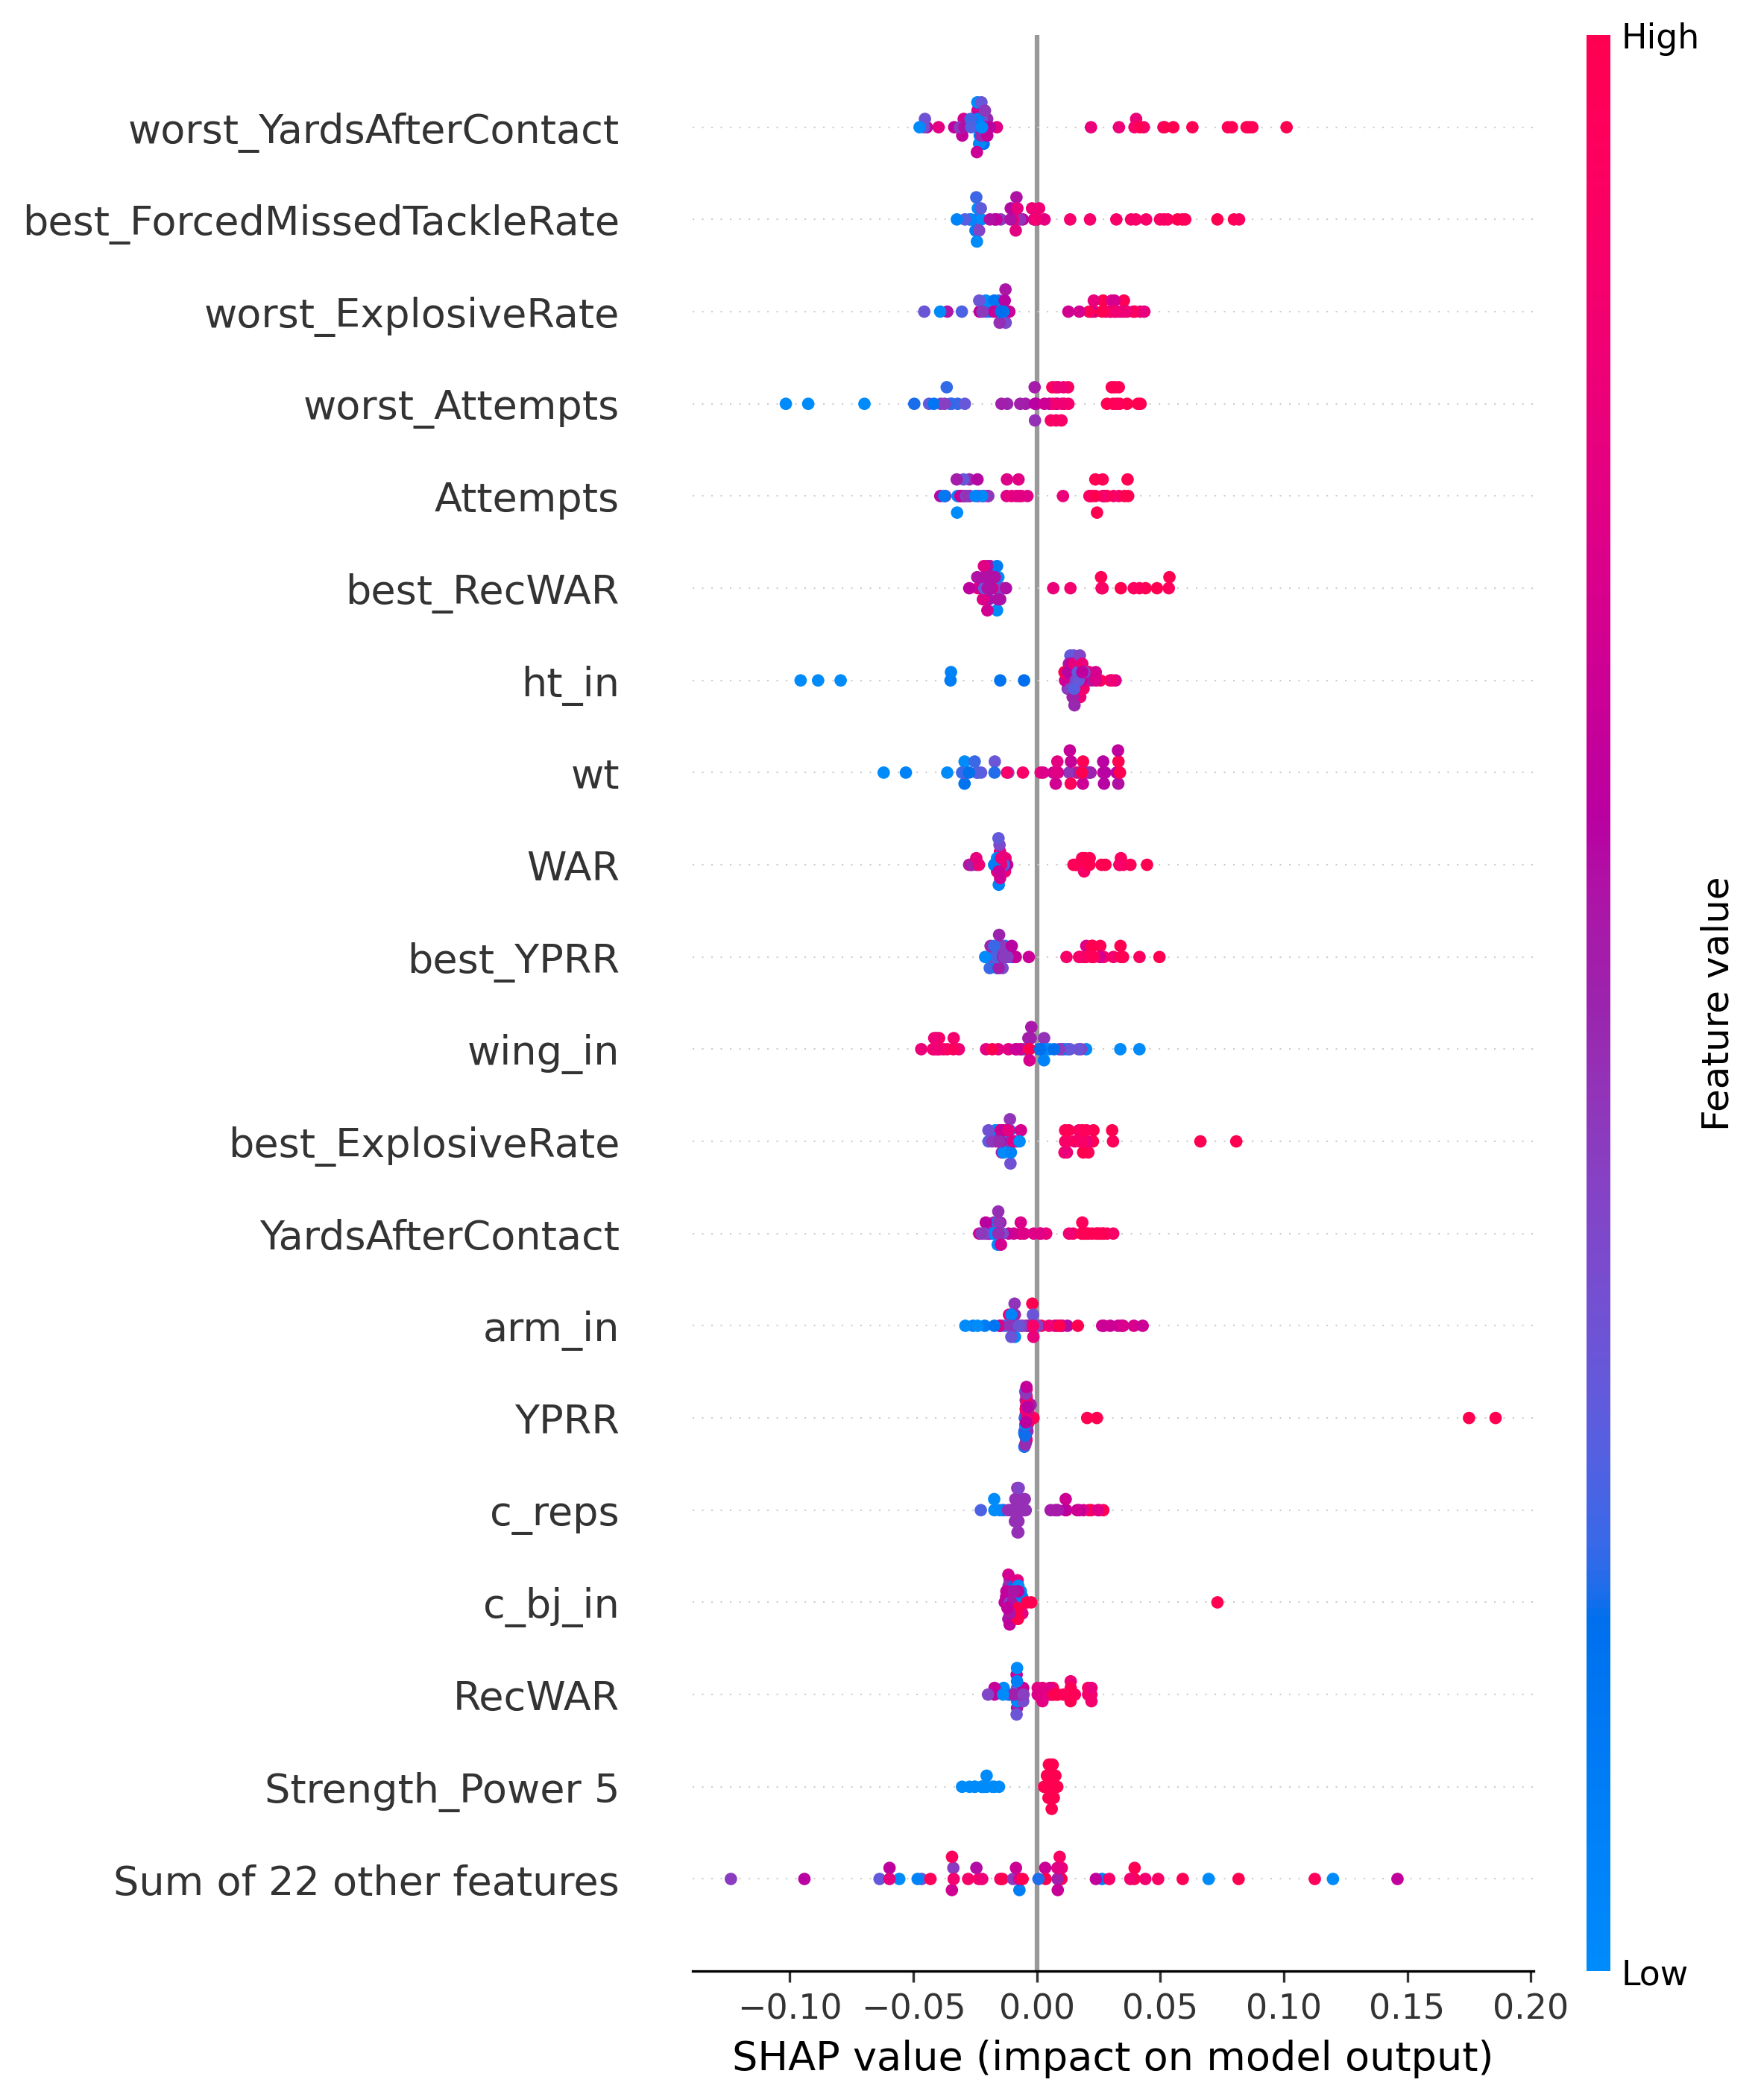 High
worst_YardsAfterContact
best_ForcedMissedTackleRate
worst_ExplosiveRate
worst_Attempts
Attempts
best_RecWAR
ht_in
wt
WAR
best_YPRR
wing_in
best_ExplosiveRate
YardsAfterContact
arm_in
YPRR
c_reps
c_bj_in
RecWAR
Strength_Power 5
Sum of 22 other features
Feature value
Low
−0.10 −0.05 0.00 0.05 0.10 0.15 0.20
SHAP value (impact on model output)